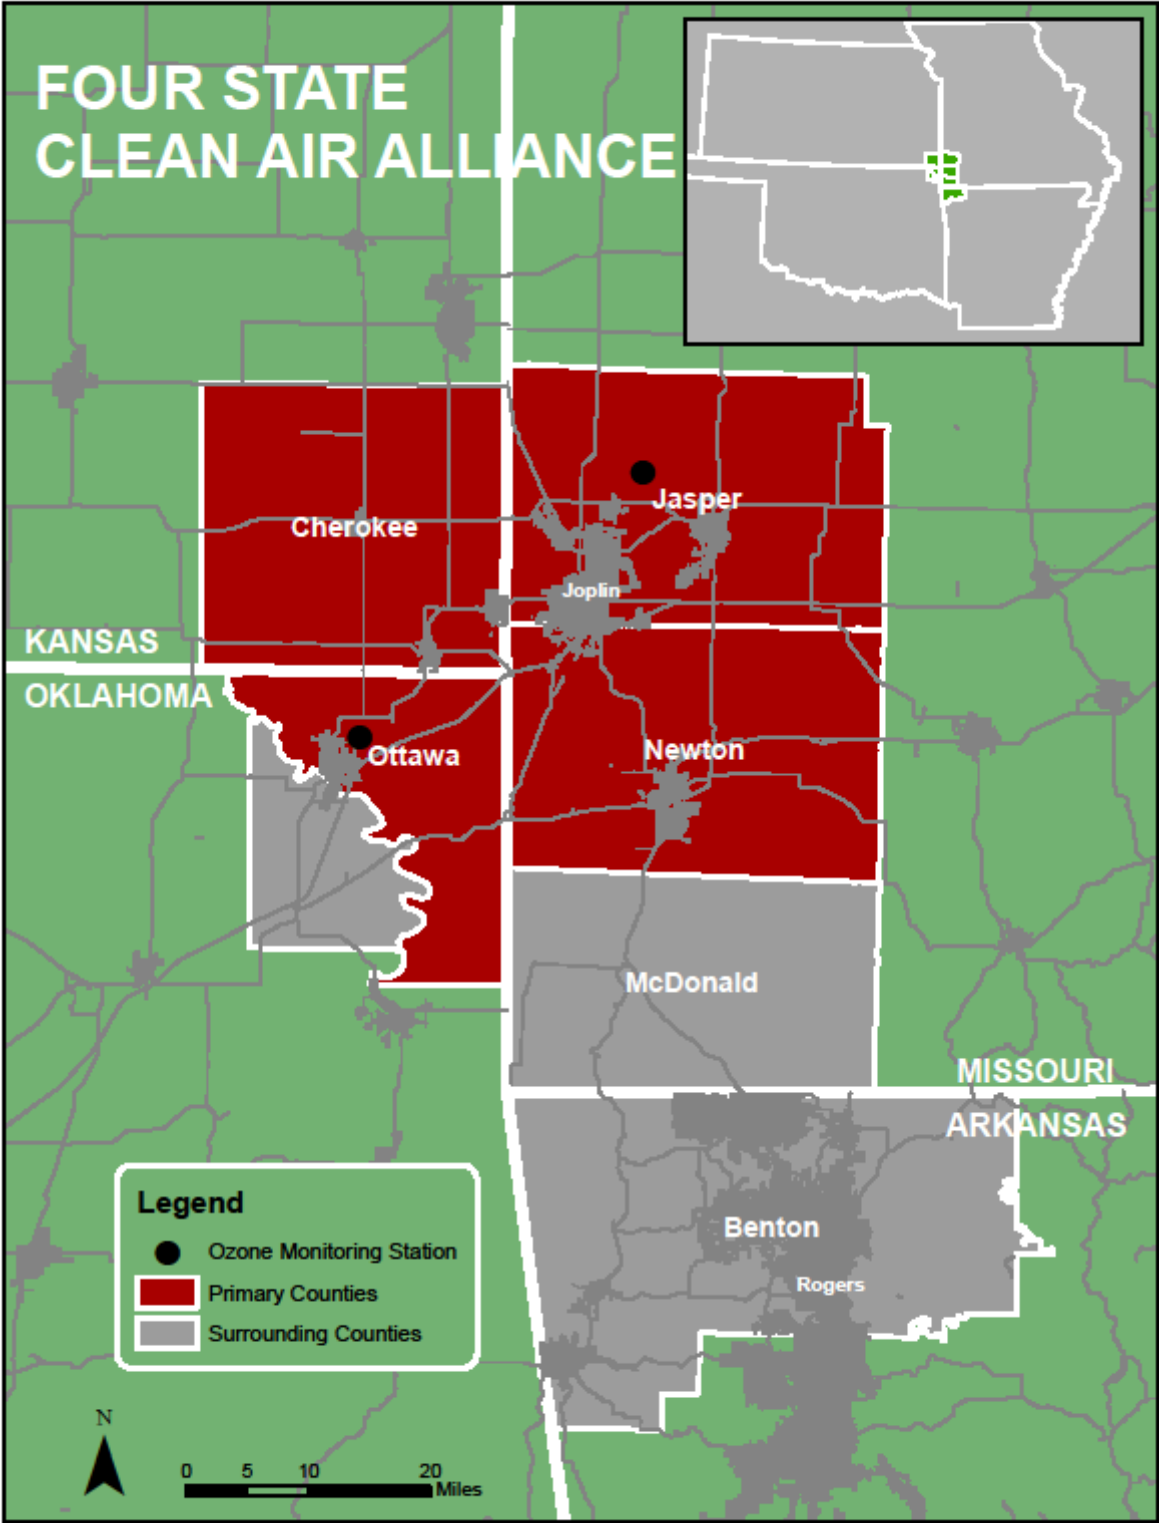 FOUR STATE
CLEAN AIR ALLIANCE
Jasper
Cherokee
Joplin
KANSAS
OKLAHOMA
Ottawa
Newton
McDonald
MISSOURI
ARKANSAS
Benton
Rogers
Legend
Ozone Monitoring Station
Primary Counties
Surrounding Counties
N
0 5 10 20
Miles